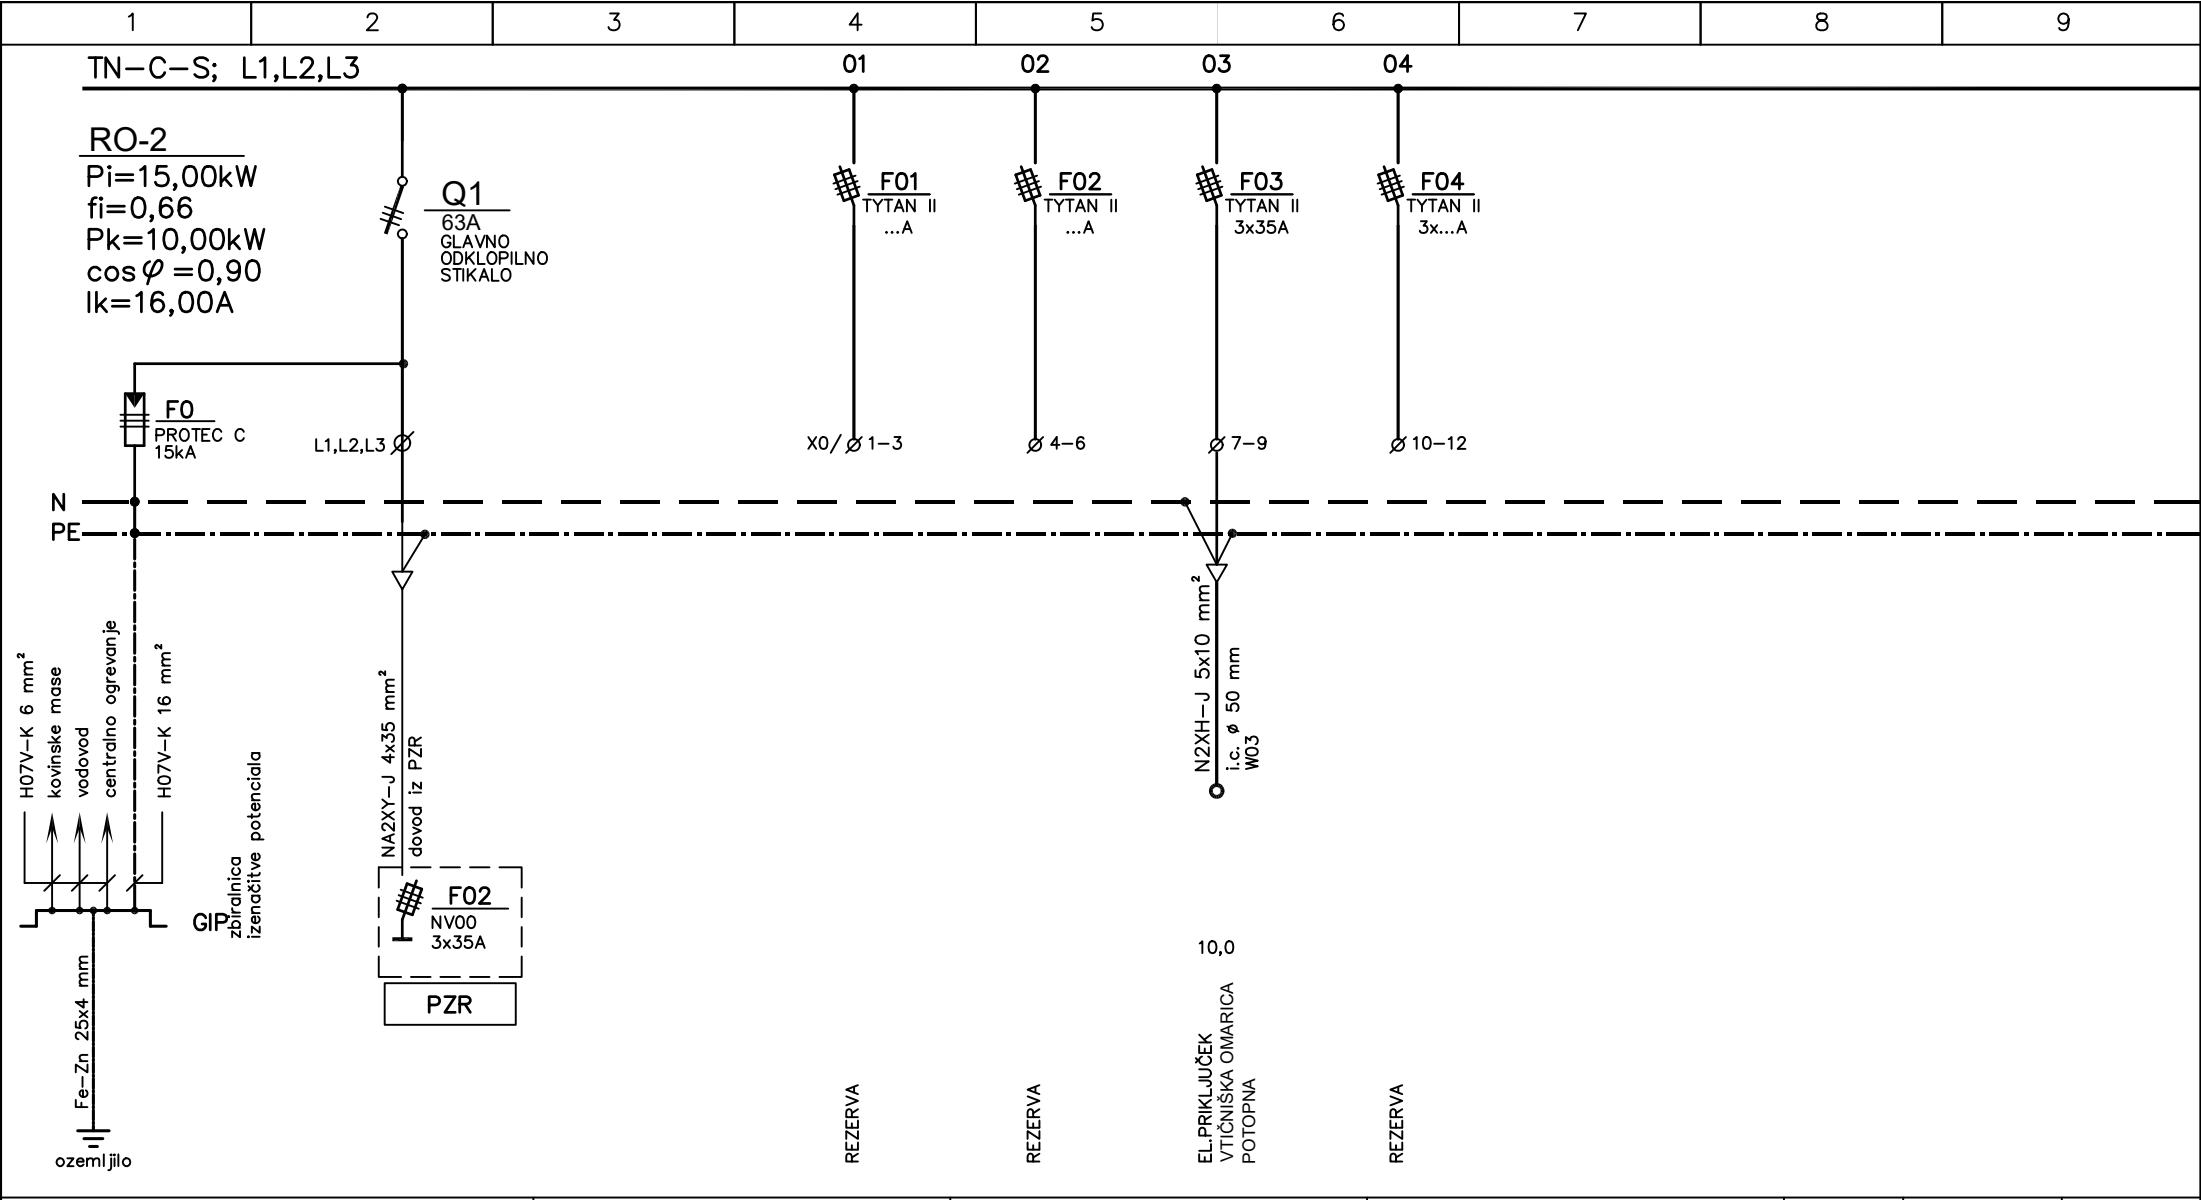 1 2 3 4 5 6 7 8 9
TN-C-S; L1,L2,L3
01 02 03 04
RO-2
Pi=15,00kW
fi=0,66
Pk=10,00kW
cosφ=0,90
Ik=16,00A
Q1
63A
GLAVNO
ODKLOPILNO
STIKALO
F01
TYTAN II
...A
F02
TYTAN II
...A
F03
TYTAN II
3x35A
F04
TYTAN II
3x...A
F0
PROTEC C
15kA
L1,L2,L3
X0/ 1-3
4-6
7-9
10-12
N
PE
H07V-K 6 mm²
kovinske mase
vodovod
centralno ogrevanje
H07V-K 16 mm²
GIP
zbiralnica
izenačitve potenciala
Fe-Zn 25x4 mm
ozemljilo
NA2XY-J 4x35 mm²
dovod iz PZR
F02
NV00
3x35A
PZR
N2XH-J 5x10 mm²
i.c. ø 50 mm
W03
10,0
REZERVA
REZERVA
EL.PRIKLJUČEK
VTIČNIŠKA OMARICA
POTOPNA
REZERVA